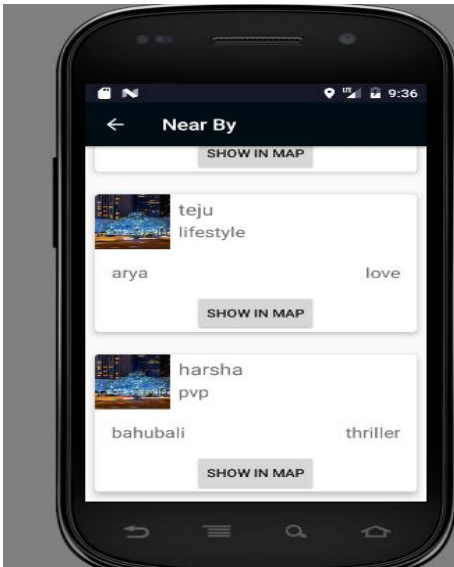 LTE 9:36
Near By
SHOW IN MAP
teju
lifestyle
arya love
SHOW IN MAP
harsha
pvp
bahubali thriller
SHOW IN MAP